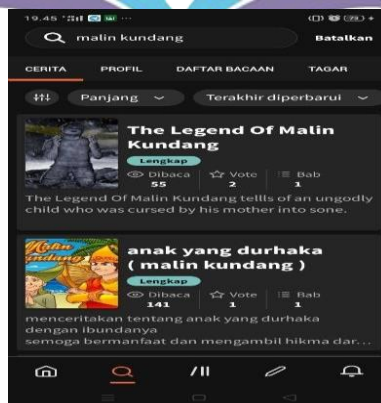 19.45
malin kundang
Batalkan
CERITA PROFIL DAFTAR BACAAN TAGAR
Panjang Terakhir diperbarui
The Legend Of Malin
Kundang
Lengkap
Dibaca Vote Bab
55 2 1
The Legend Of Malin Kundang tellls of an ungodly
child who was cursed by his mother into sone.
Malin
Kundang
anak yang durhaka
( malin kundang )
Lengkap
Dibaca Vote Bab
141 1 1
menceritakan tentang anak yang durhaka
dengan ibundanya
semoga bermanfaat dan mengambil hikma dar...